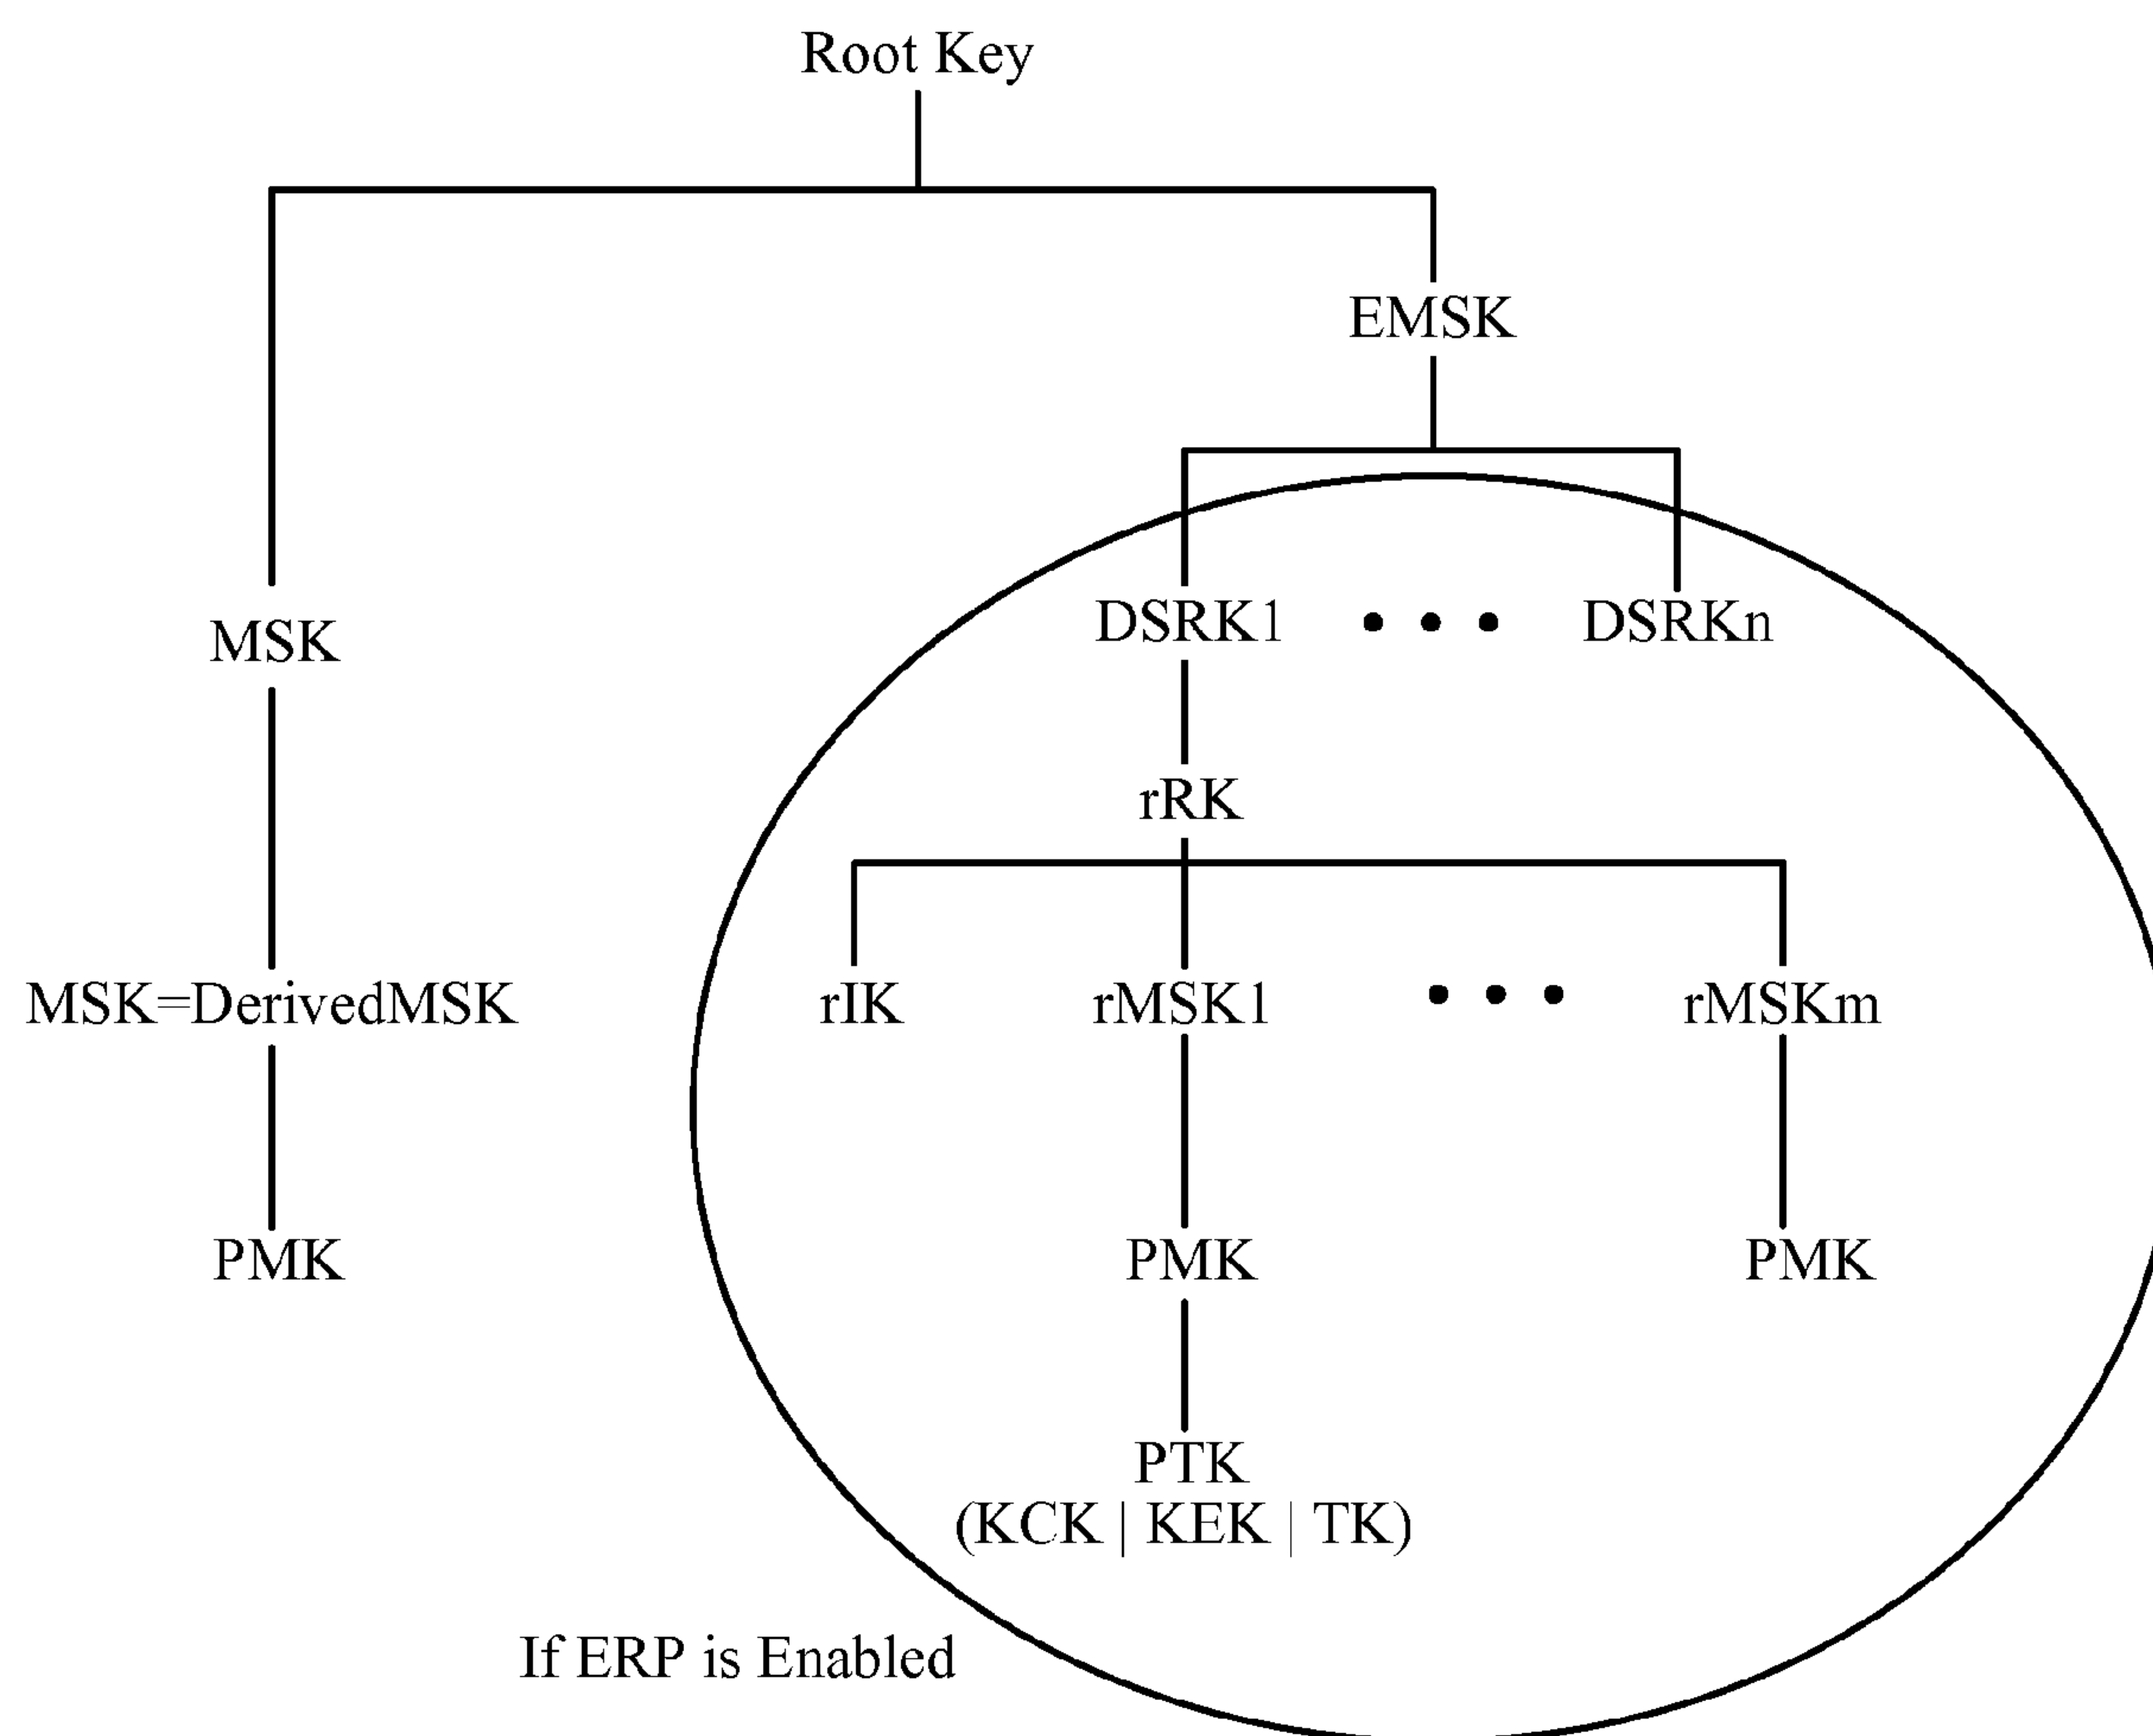 Root Key
EMSK
DSRK1 • • • DSRKn
MSK
rRK
MSK=DerivedMSK rIK rMSK1 • • • rMSKm
PMK PMK PMK
PTK
(KCK | KEK | TK)
If ERP is Enabled